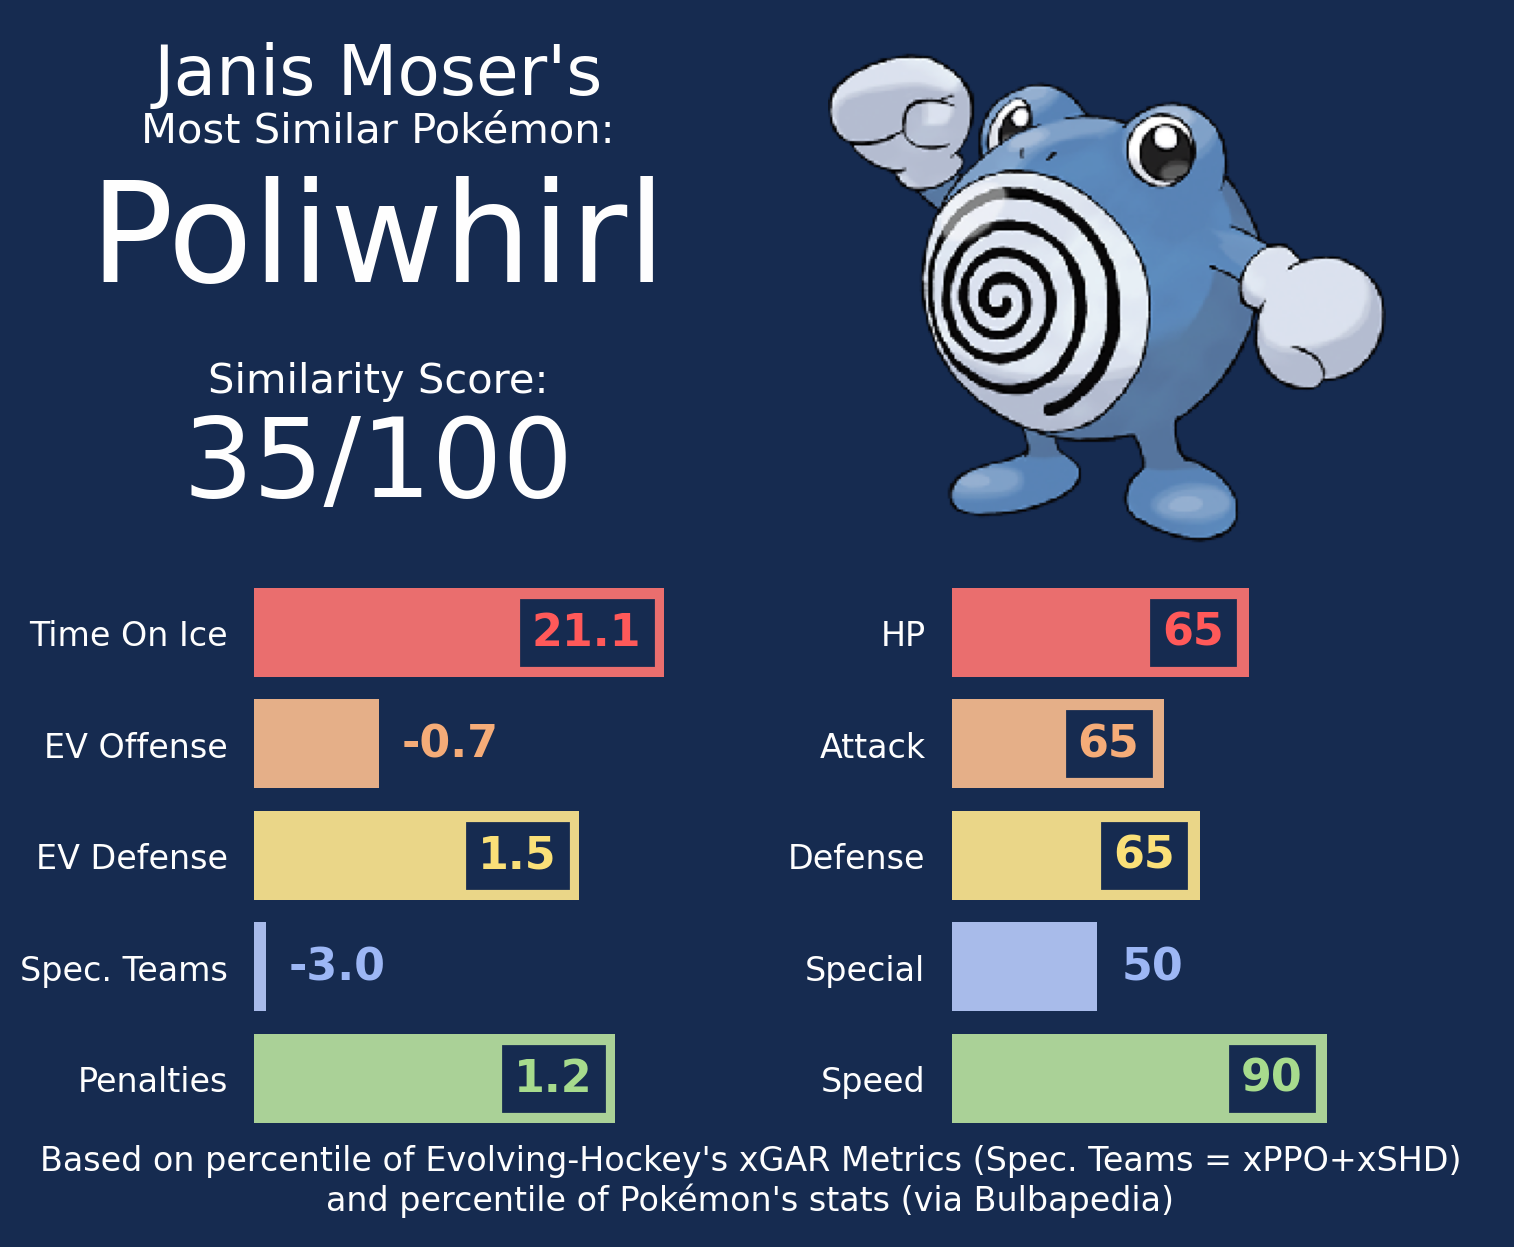 Janis Moser's
Most Similar Pokémon:
Poliwhirl
Similarity Score:
35/100
Time On Ice 21.1
EV Offense -0.7
EV Defense 1.5
Spec. Teams -3.0
Penalties 1.2
HP 65
Attack 65
Defense 65
Special 50
Speed 90
Based on percentile of Evolving-Hockey's xGAR Metrics (Spec. Teams = xPPO+xSHD)
and percentile of Pokémon's stats (via Bulbapedia)